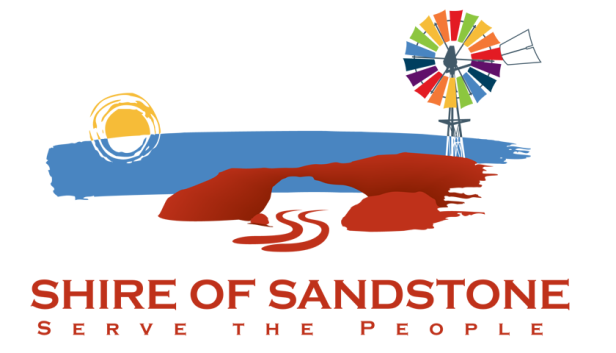 SHIRE OF SANDSTONE
SERVE THE PEOPLE